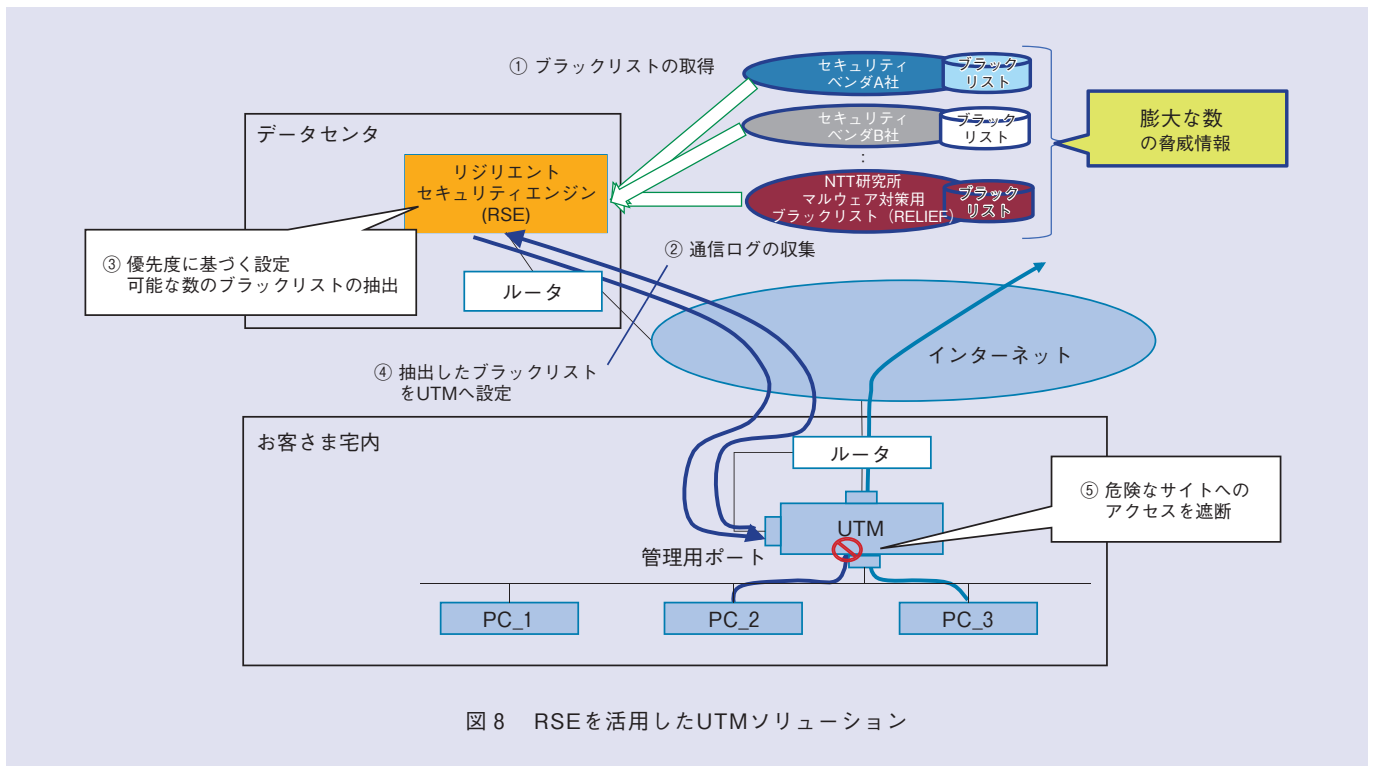 ① ブラックリストの取得
セキュリティ
ベンダA社
ブラック
リスト
セキュリティ
ベンダB社
ブラック
リスト
:
NTT研究所
マルウェア対策用
ブラックリスト（RELIEF）
ブラック
リスト
膨大な数
の脅威情報
データセンタ
リジリエント
セキュリティエンジン
(RSE)
② 通信ログの収集
③ 優先度に基づく設定
可能な数のブラックリストの抽出
ルータ
インターネット
④ 抽出したブラックリスト
をUTMへ設定
お客さま宅内
ルータ
⑤ 危険なサイトへの
アクセスを遮断
UTM
管理用ポート
PC_1
PC_2
PC_3
図 8 RSEを活用したUTMソリューション